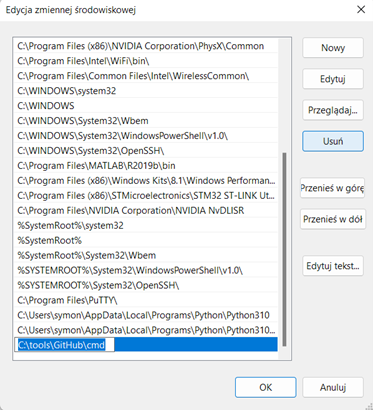 Edycja zmiennej środowiskowej
C:\Program Files (x86)\NVIDIA Corporation\PhysX\Common
C:\Program Files\Intel\WiFi\bin\
C:\Program Files\Common Files\Intel\WirelessCommon\
C:\WINDOWS\system32
C:\WINDOWS
C:\WINDOWS\System32\Wbem
C:\WINDOWS\System32\WindowsPowerShell\v1.0\
C:\WINDOWS\System32\OpenSSH\
C:\Program Files\MATLAB\R2019b\bin
C:\Program Files (x86)\Windows Kits\8.1\Windows Performan...
C:\Program Files (x86)\STMicroelectronics\STM32 ST-LINK Ut...
C:\Program Files\NVIDIA Corporation\NVIDIA NvDLISR
%SystemRoot%\system32
%SystemRoot%
%SystemRoot%\System32\Wbem
%SYSTEMROOT%\System32\WindowsPowerShell\v1.0\
%SYSTEMROOT%\System32\OpenSSH\
C:\Program Files\PuTTY\
C:\Users\symon\AppData\Local\Programs\Python\Python310
C:\Users\symon\AppData\Local\Programs\Python\Python310...
C:\tools\GitHub\cmd
Nowy
Edytuj
Przeglądaj...
Usuń
Przenieś w górę
Przenieś w dół
Edytuj tekst...
OK
Anuluj